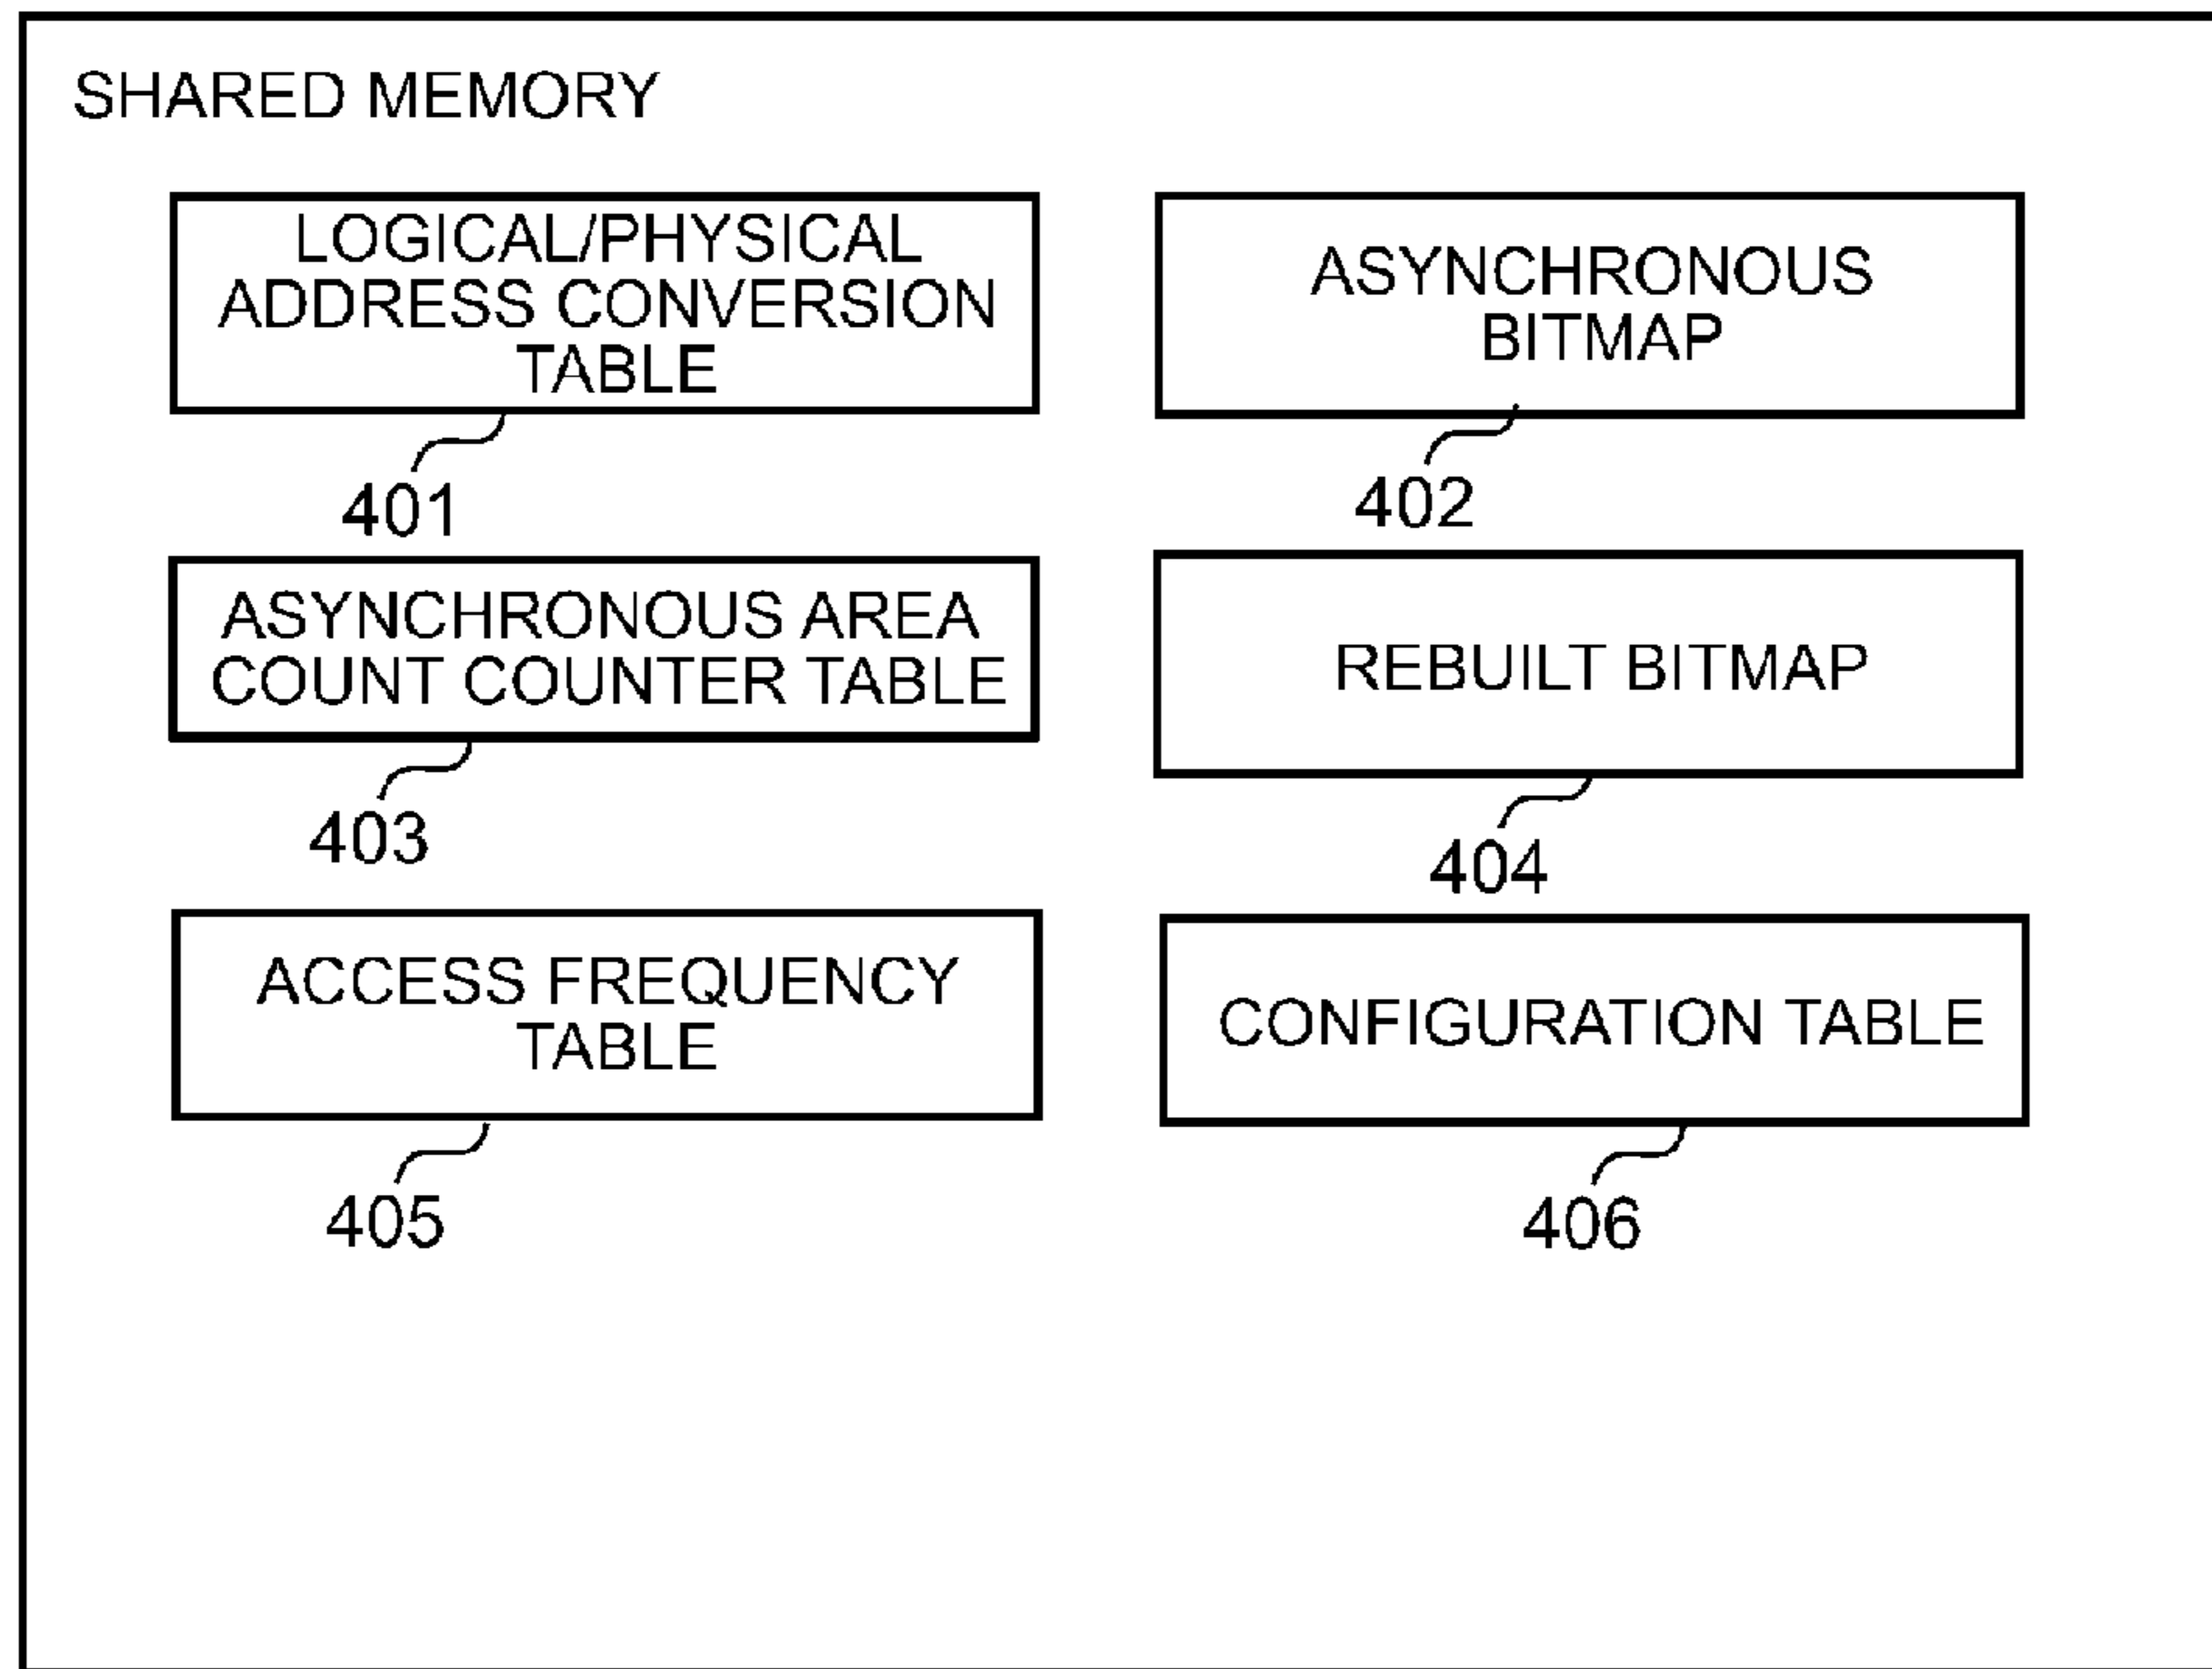 SHARED MEMORY
LOGICAL/PHYSICAL
ADDRESS CONVERSION
TABLE
401
ASYNCHRONOUS
BITMAP
402
ASYNCHRONOUS AREA
COUNT COUNTER TABLE
403
REBUILT BITMAP
404
ACCESS FREQUENCY
TABLE
405
CONFIGURATION TABLE
406